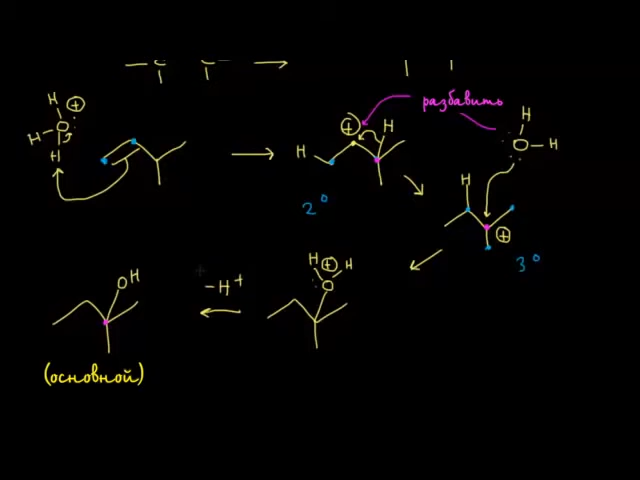 разбавить
H
+
H O
H
+ H
H
2°
H
O H
H
+
3°
O H
-H+
H + H
O
(основной)